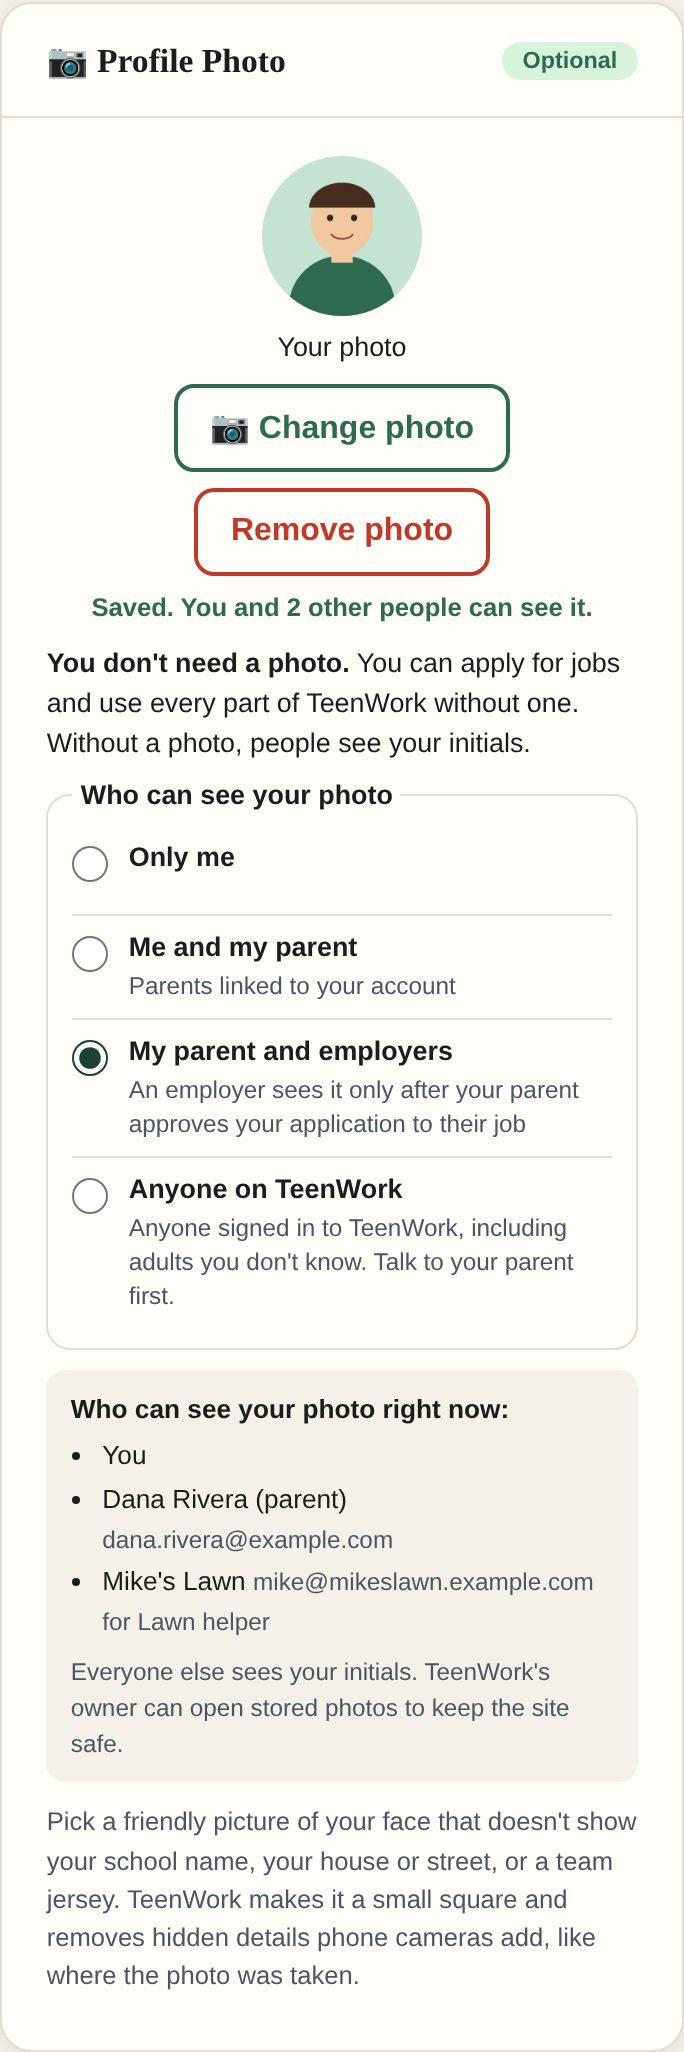 Profile Photo
Optional
Your photo
Change photo
Remove photo
Saved. You and 2 other people can see it.
You don't need a photo. You can apply for jobs
and use every part of TeenWork without one.
Without a photo, people see your initials.
Who can see your photo
Only me
Me and my parent
Parents linked to your account
My parent and employers
An employer sees it only after your parent
approves your application to their job
Anyone on TeenWork
Anyone signed in to TeenWork, including
adults you don't know. Talk to your parent
first.
Who can see your photo right now:
• You
• Dana Rivera (parent)
dana.rivera@example.com
• Mike's Lawn mike@mikeslawn.example.com
for Lawn helper
Everyone else sees your initials. TeenWork's
owner can open stored photos to keep the site
safe.
Pick a friendly picture of your face that doesn't show
your school name, your house or street, or a team
jersey. TeenWork makes it a small square and
removes hidden details phone cameras add, like
where the photo was taken.